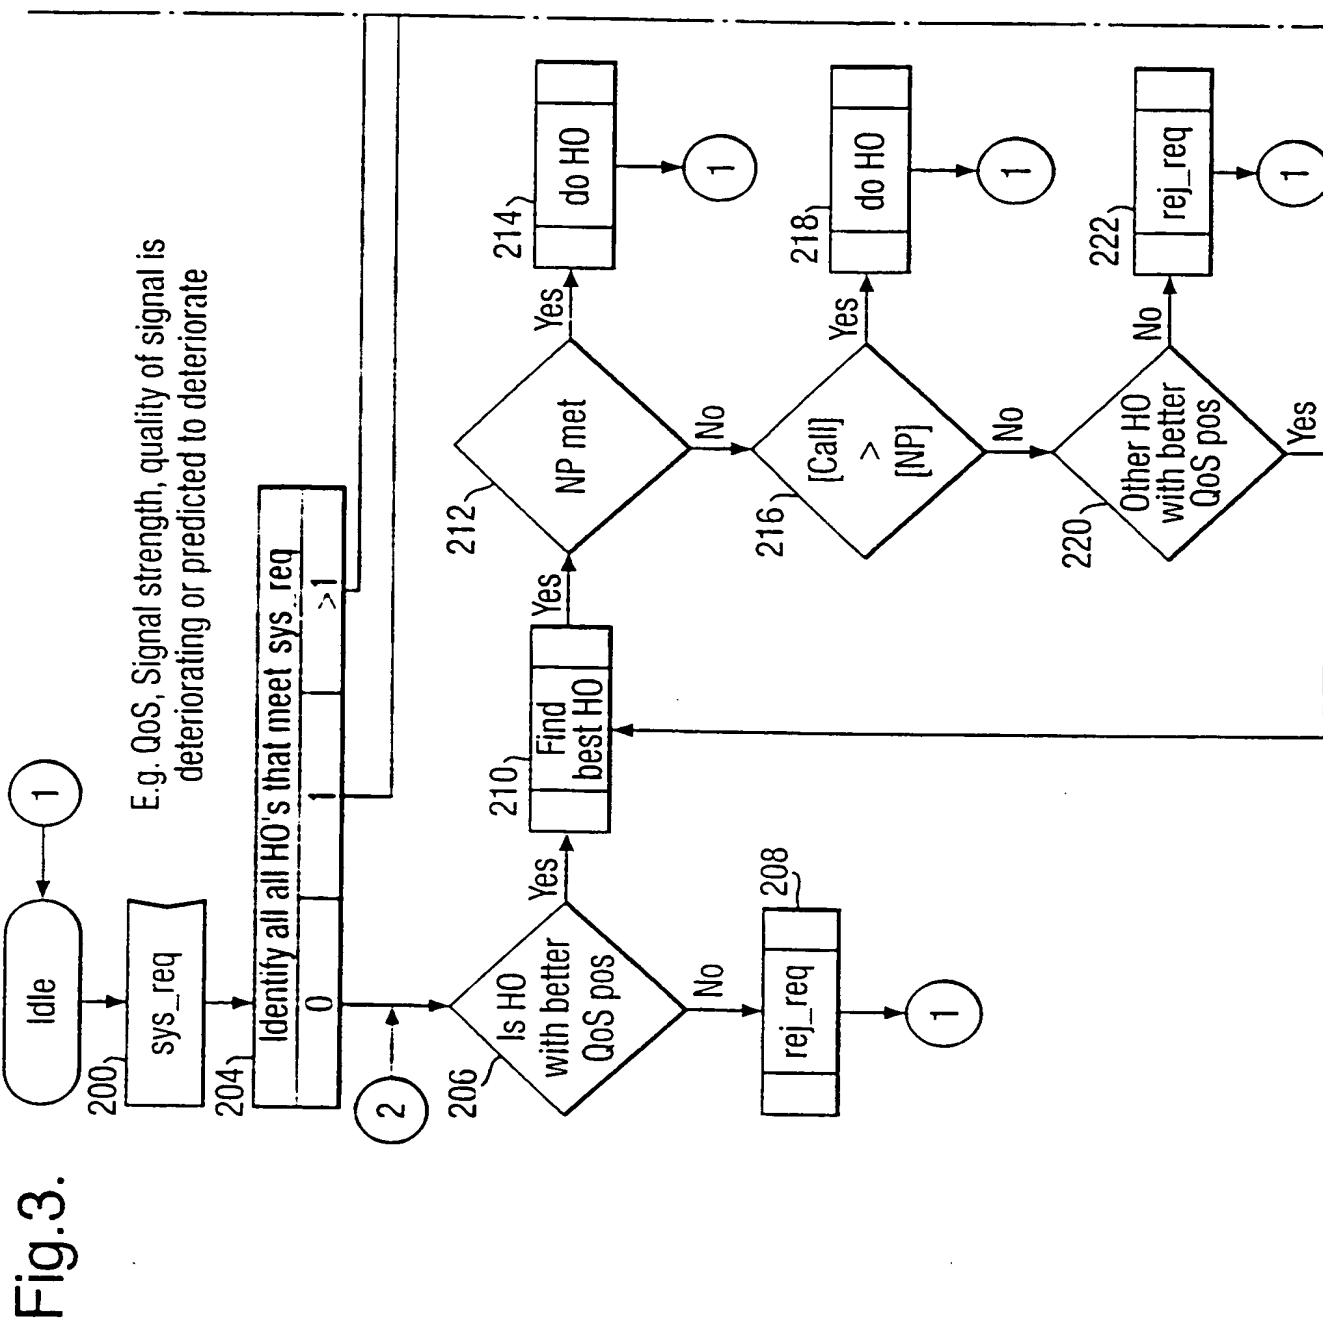 Fig.3.
Idle
1
200
sys_req
E.g. QoS, Signal strength, quality of signal is
deteriorating or predicted to deteriorate
204
Identify all all HO's that meet sys_req
0
1
>1
2
206
Is HO
with better
QoS pos
Yes
No
208
rej_req
1
210
Find
best HO
Yes
212
NP met
Yes
No
214
do HO
1
216
[Call]
>
[NP]
Yes
No
218
do HO
1
220
Other HO
with better
QoS pos
No
Yes
222
rej_req
1